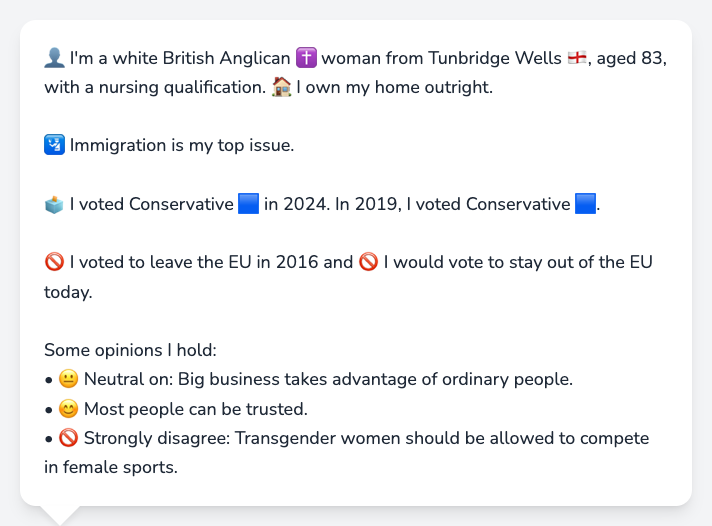 👤 I'm a white British Anglican ✝️ woman from Tunbridge Wells 🏴󠁧󠁢󠁥󠁮󠁧󠁿, aged 83,
with a nursing qualification. 🏠 I own my home outright.
🛂 Immigration is my top issue.
🗳️ I voted Conservative 🟦 in 2024. In 2019, I voted Conservative 🟦.
🚫 I voted to leave the EU in 2016 and 🚫 I would vote to stay out of the EU
today.
Some opinions I hold:
• 😐 Neutral on: Big business takes advantage of ordinary people.
• 😊 Most people can be trusted.
• 🚫 Strongly disagree: Transgender women should be allowed to compete
in female sports.